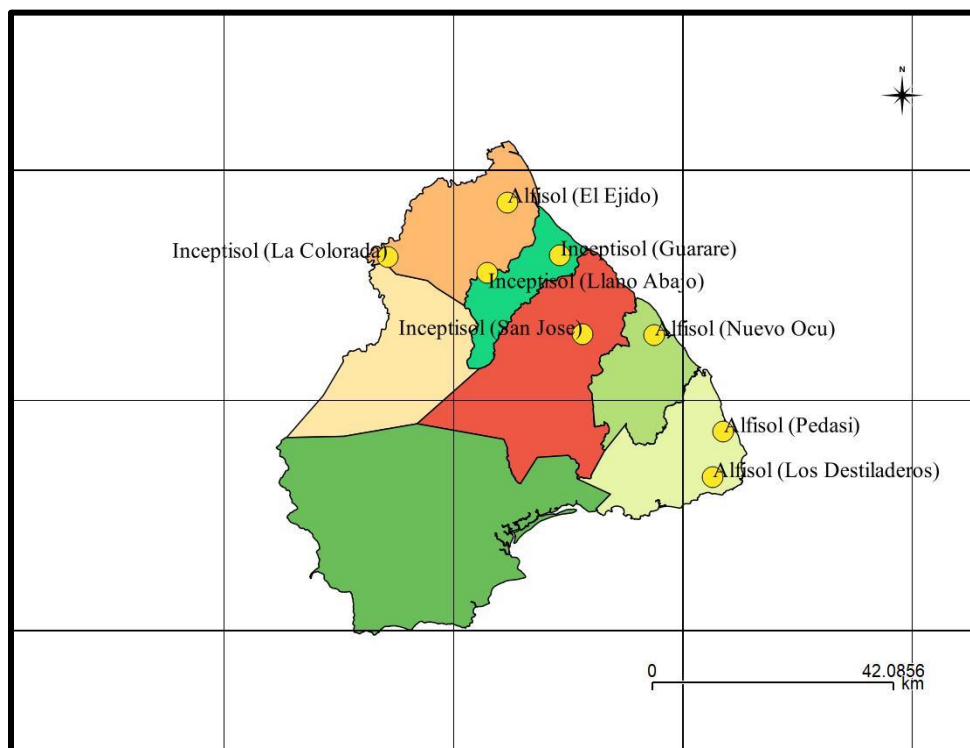 N
Alfisol (El Ejido)
Inceptisol (La Colorada)
Inceptisol (Guarare)
Inceptisol (Llano Abajo)
Inceptisol (San Jose)
Alfisol (Nuevo Ocu)
Alfisol (Pedasi)
Alfisol (Los Destiladeros)
0 42.0856
km